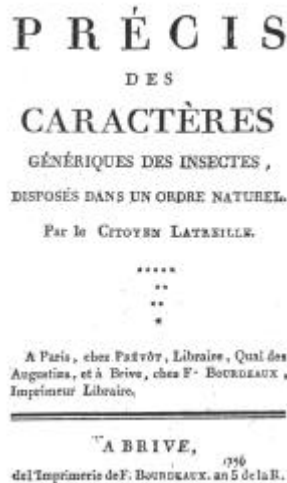 PRÉCIS
DES
CARACTÈRES
GÉNÉRIQUES DES INSECTES,
DISPOSÉS DANS UN ORDRE NATUREL.
Par le CITOYEN LATREILLE.
A Paris, chez PRÉVÔT, Libraire, Quai des
Augustins, et à Brive, chez F. BOURDEAUX,
Imprimeur Libraire.
A BRIVE,
1796
de l'Imprimerie de F. BOURDEAUX. an 5 de la R.